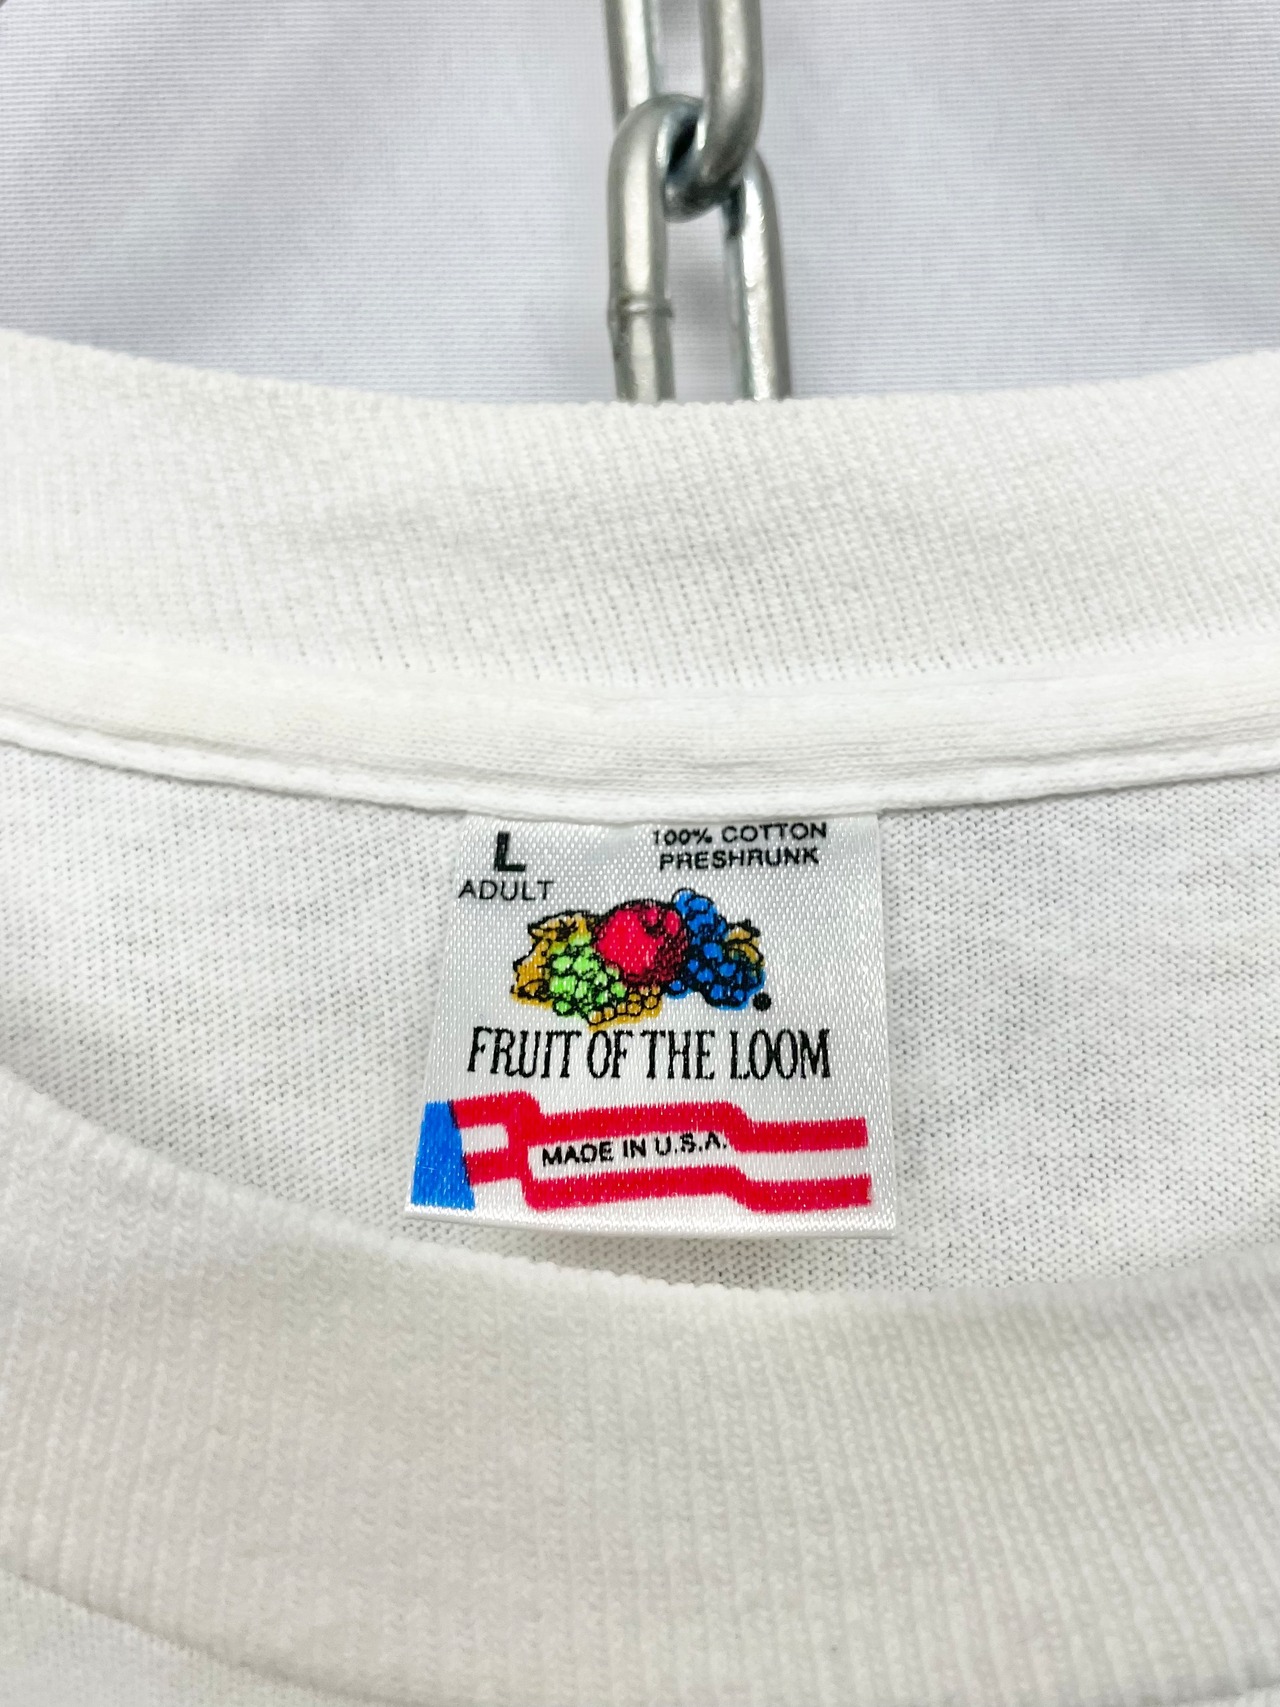 L
ADULT
100% COTTON
PRESHRUNK
FRUIT OF THE LOOM
MADE IN U.S.A.